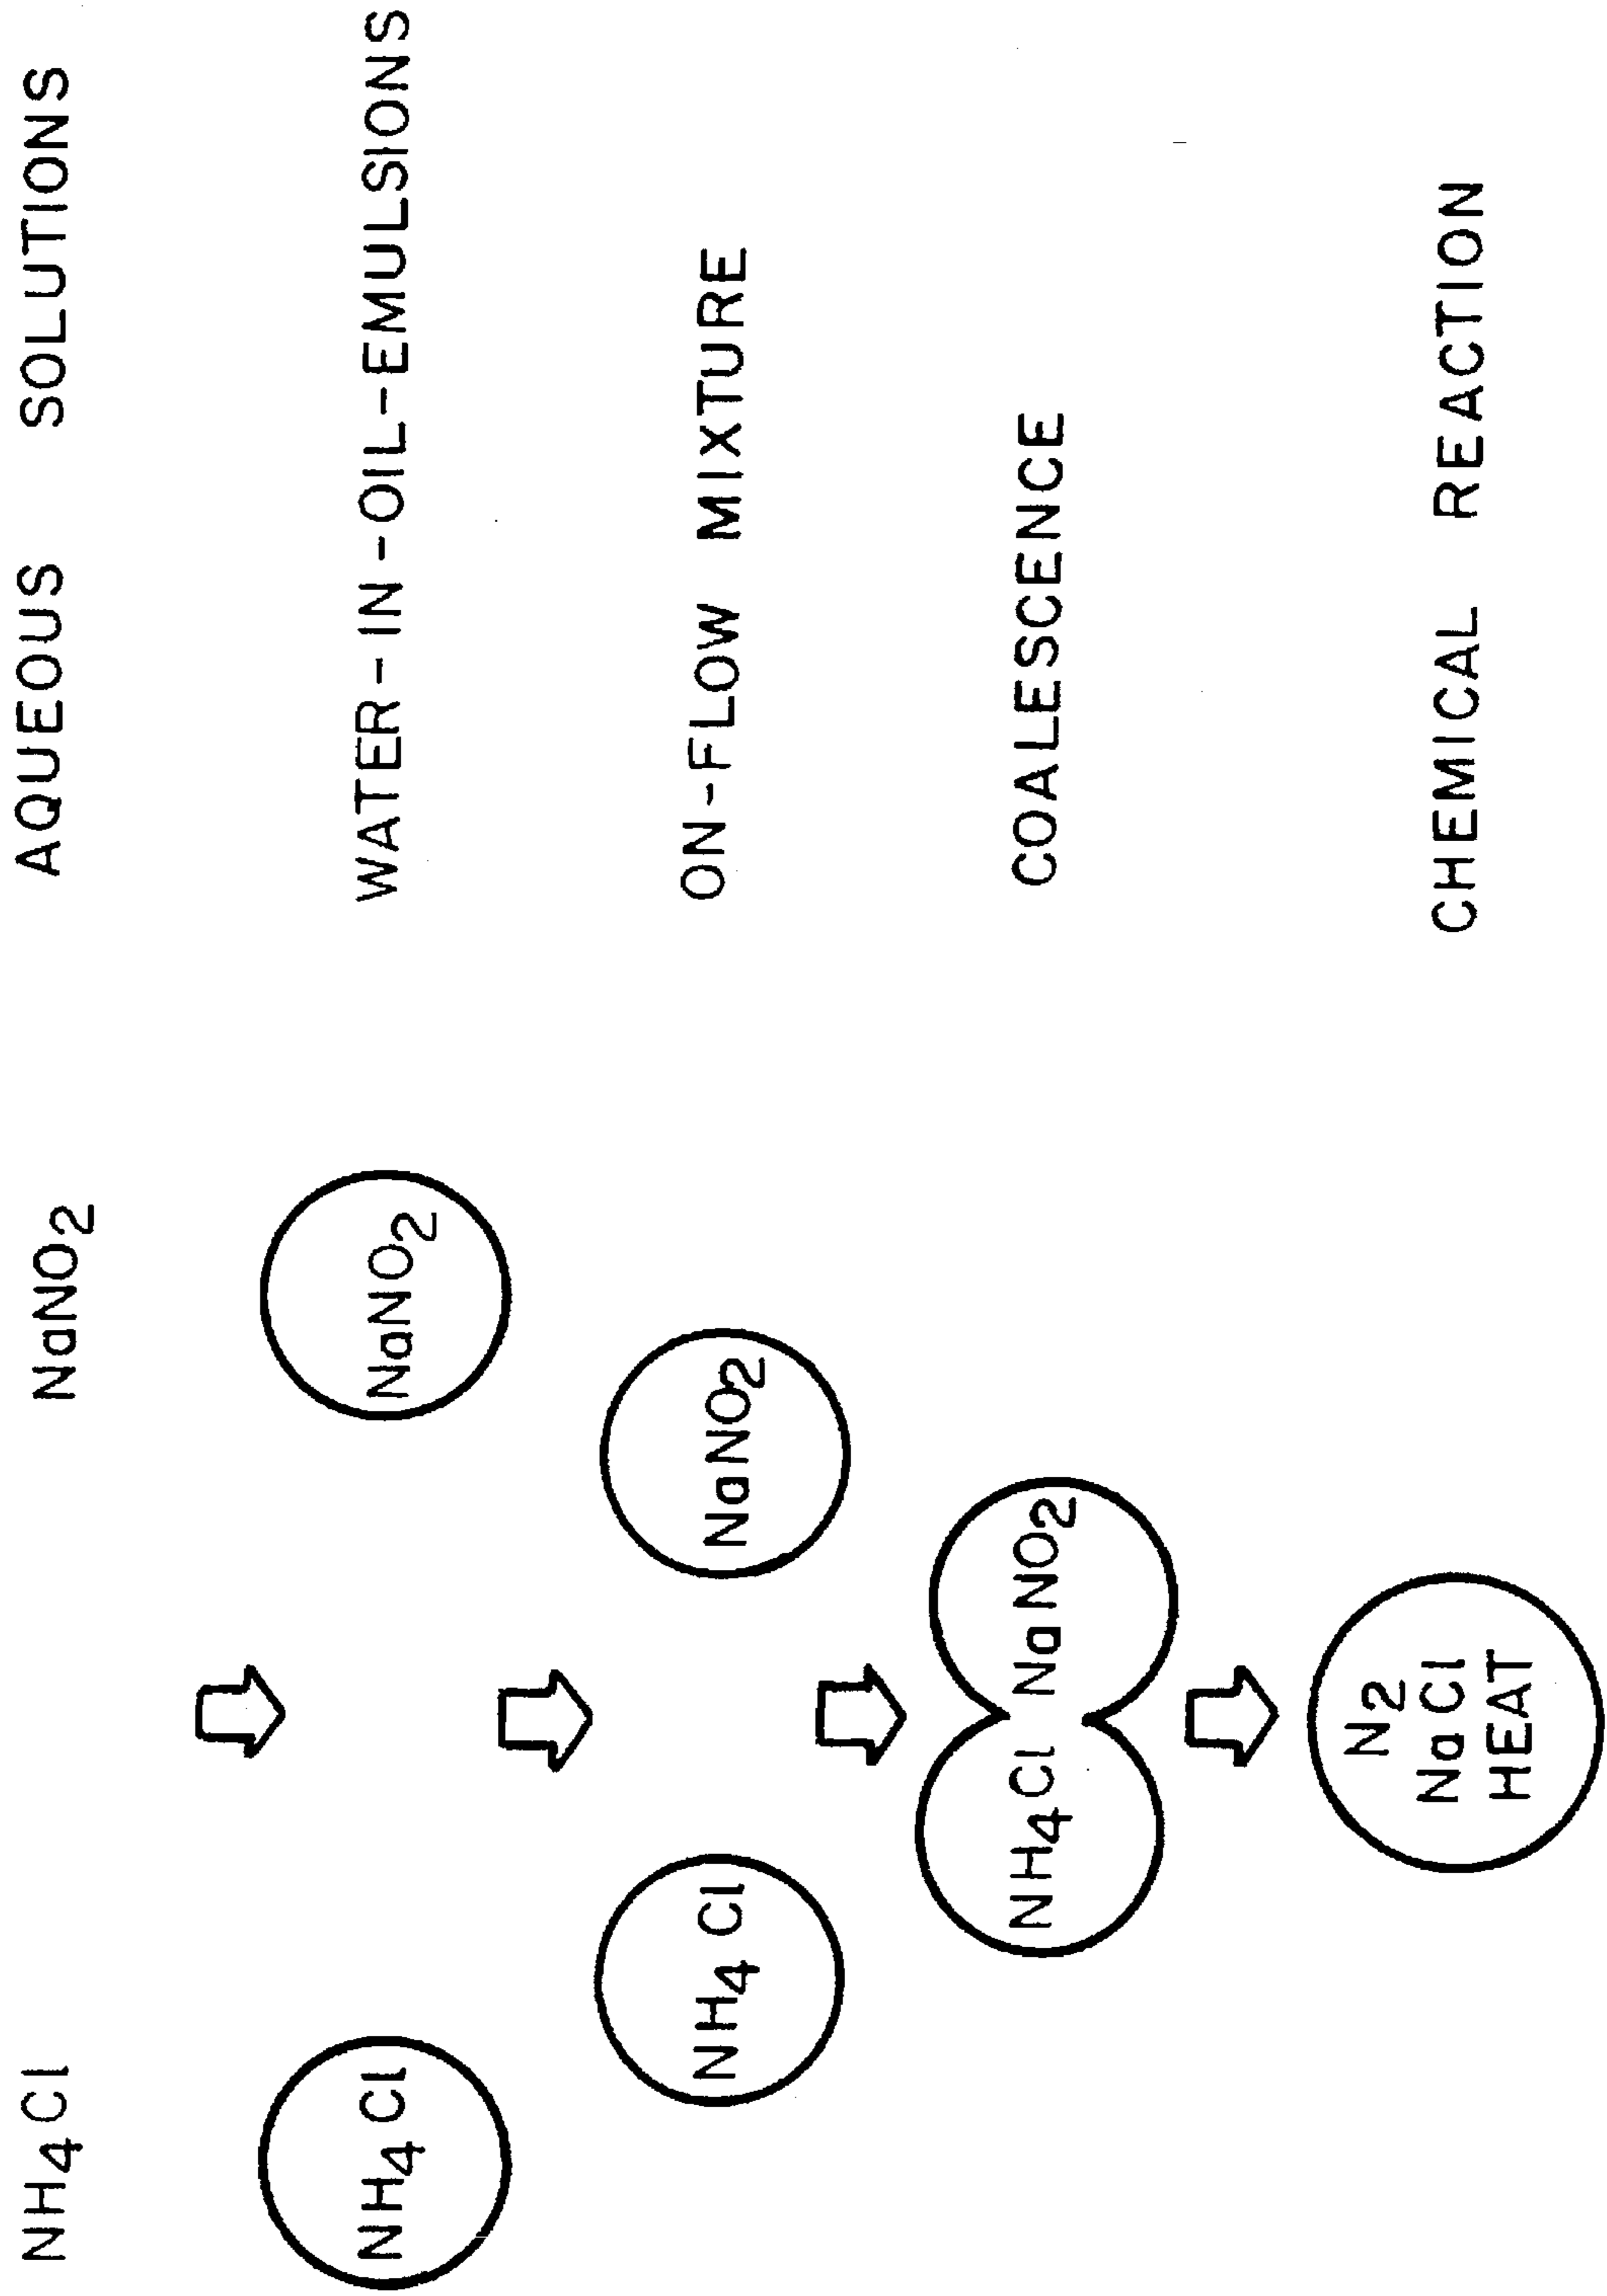 NH4Cl NaNO2 AQUEOUS SOLUTIONS
NH4Cl NaNO2 WATER-IN-OIL-EMULSIONS
NH4Cl NaNO2 ON-FLOW MIXTURE
NH4Cl NaNO2 COALESCENCE
N2
NaCl CHEMICAL REACTION
HEAT